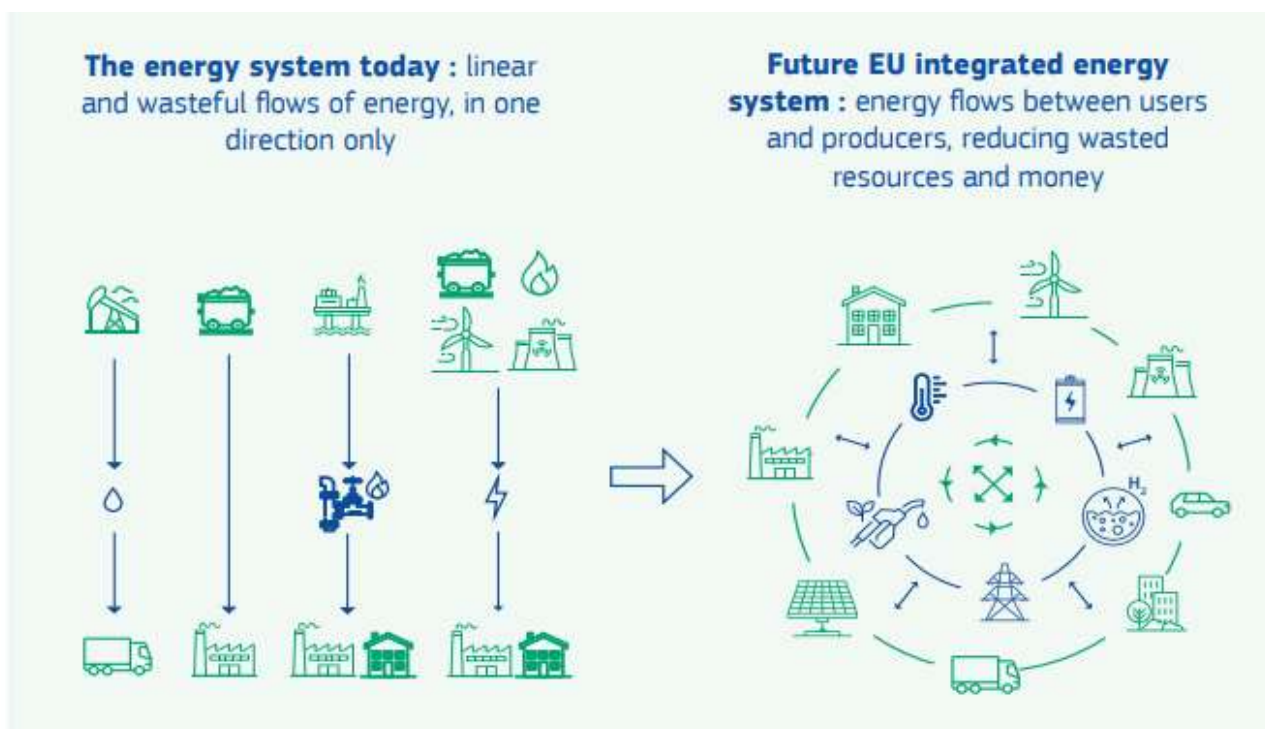 The energy system today : linear
and wasteful flows of energy, in one
direction only
Future EU integrated energy
system : energy flows between users
and producers, reducing wasted
resources and money
H₂